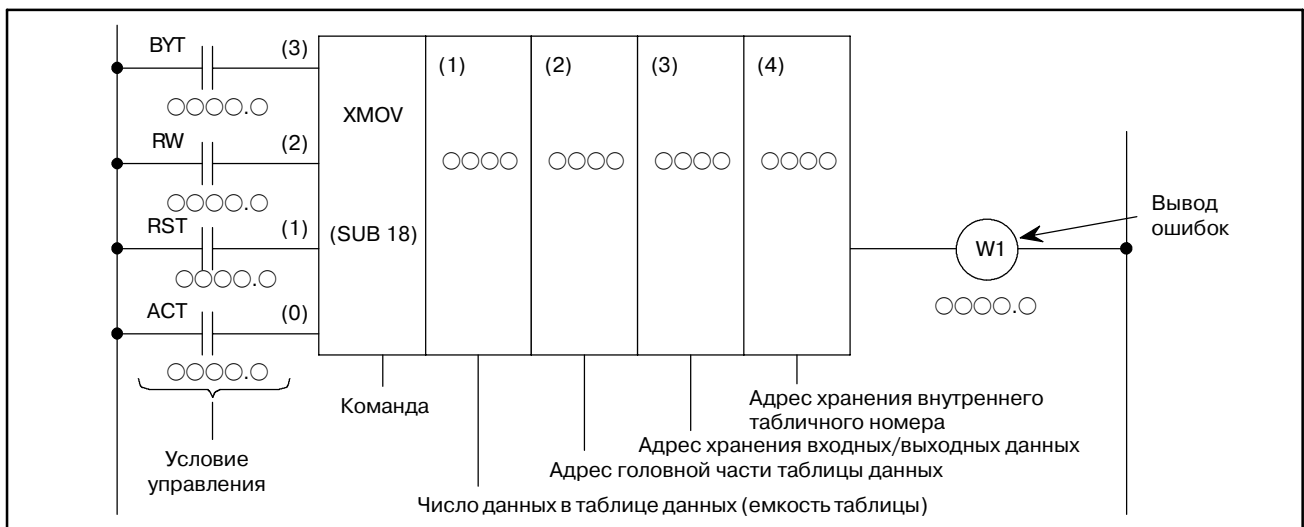 BYT (3)
○○○○.○
RW (2)
○○○○.○
RST (1)
○○○○.○
ACT (0)
○○○○.○
Условие
управления
XMOV
(SUB 18)
Команда
(1)
○○○○
(2)
○○○○
(3)
○○○○
(4)
○○○○
W1
○○○○.○
Вывод
ошибок
Адрес хранения внутреннего
табличного номера
Адрес хранения входных/выходных данных
Адрес головной части таблицы данных
Число данных в таблице данных (емкость таблицы)